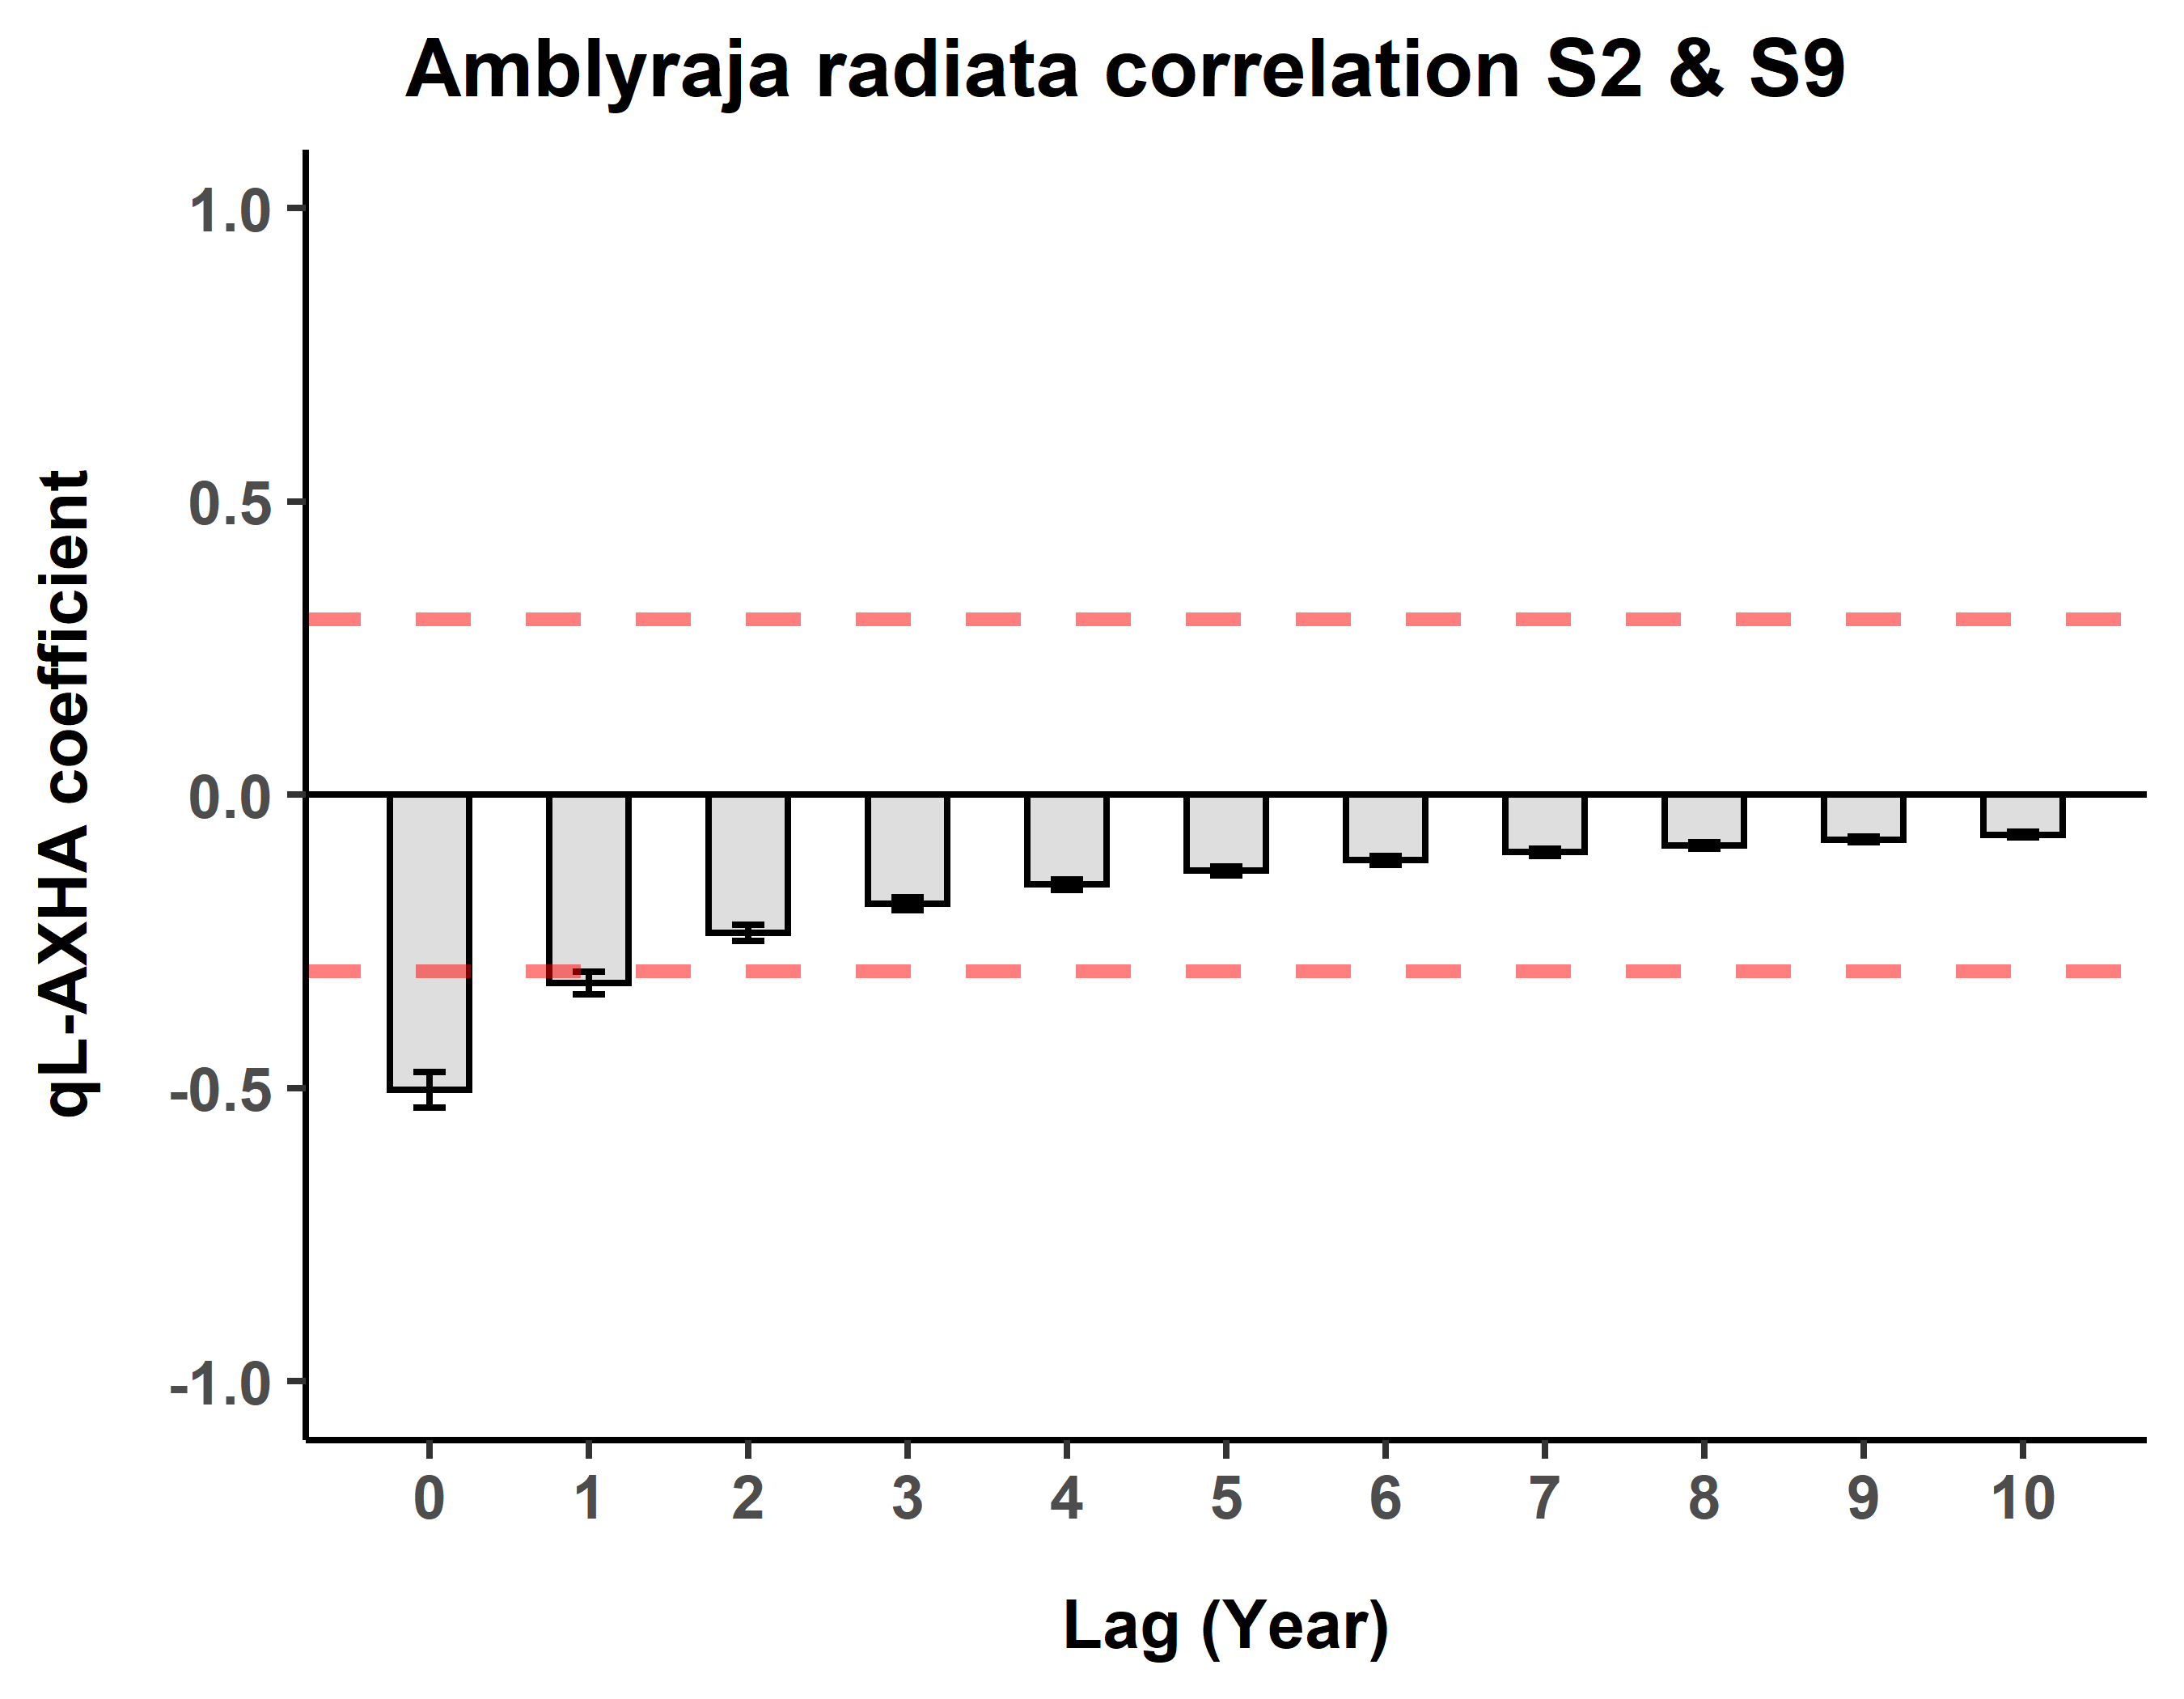 Amblyraja radiata correlation S2 & S9
qL-AXHA coefficient
1.0
0.5
0.0
-0.5
-1.0
0 1 2 3 4 5 6 7 8 9 10
Lag (Year)